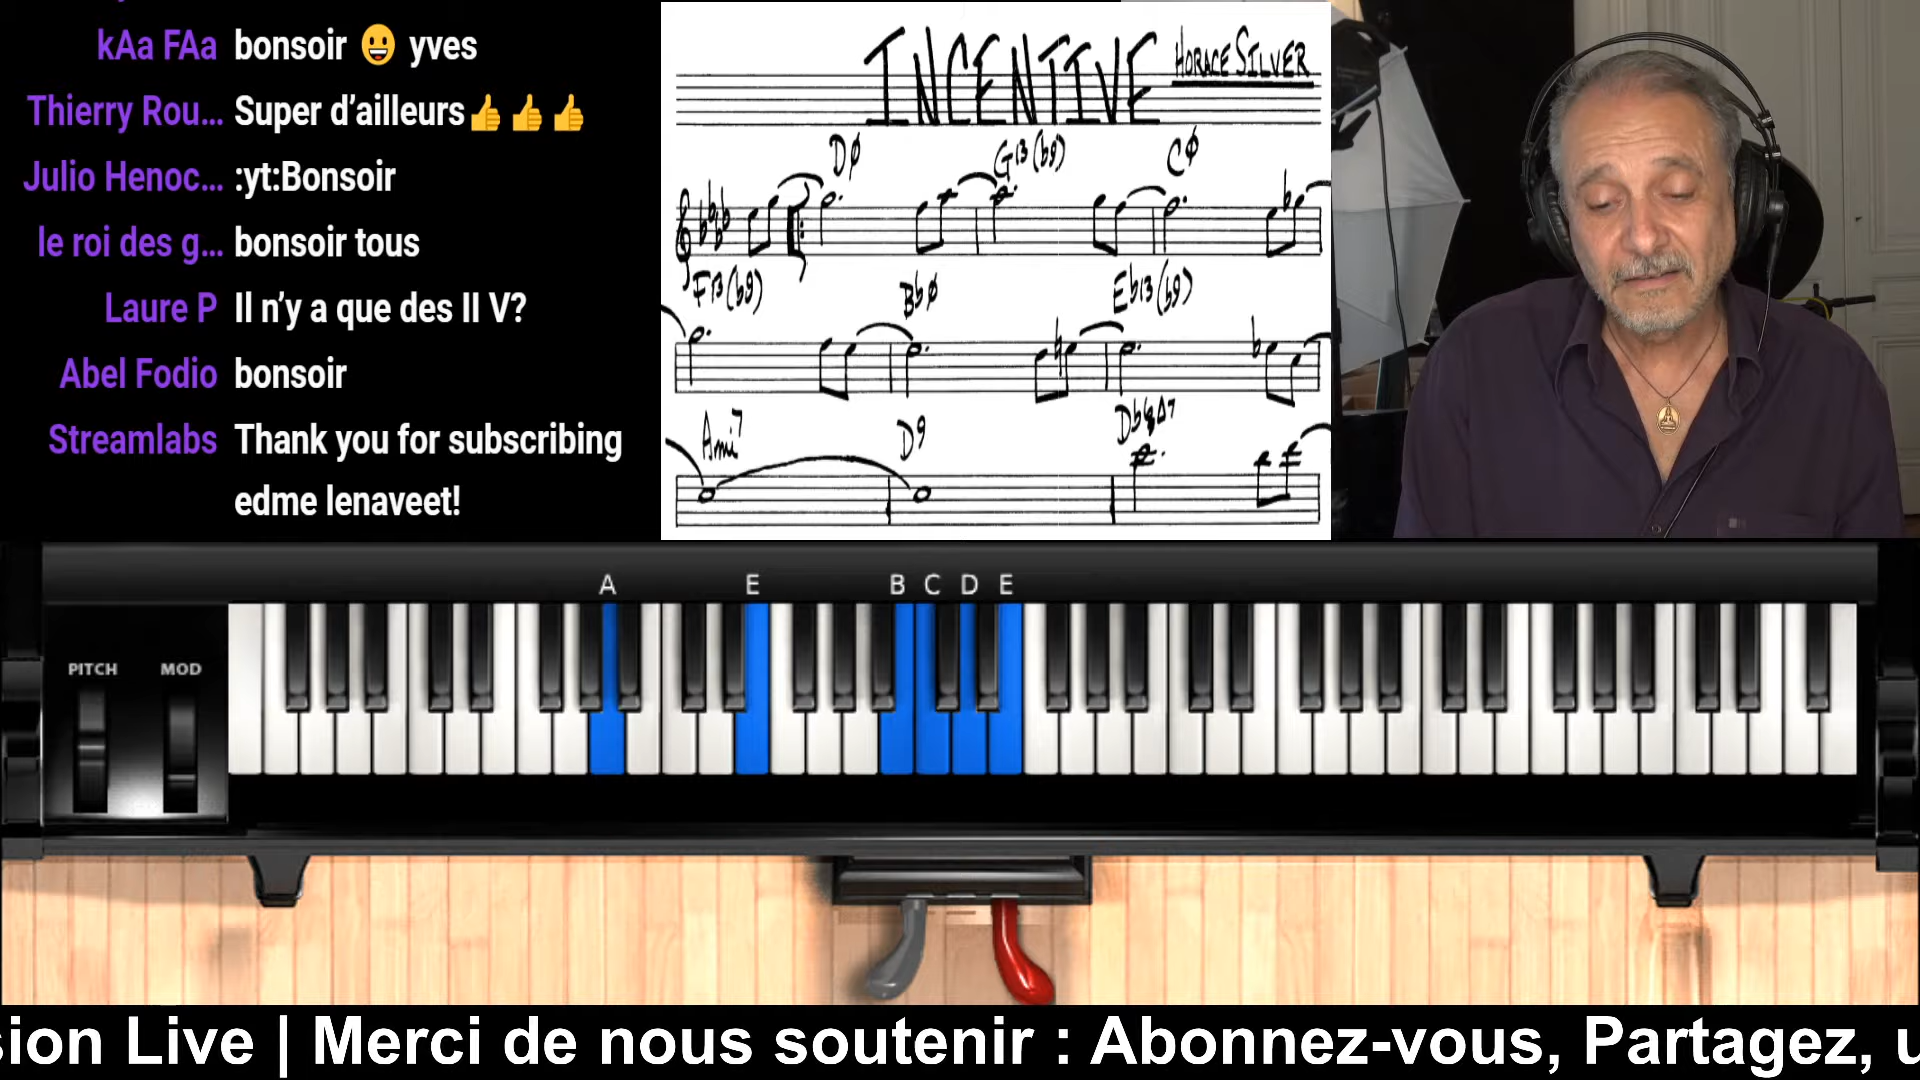 kAa FAa bonsoir 😀 yves
Thierry Rou... Super d’ailleurs👍👍👍
Julio Henoc... :yt:Bonsoir
le roi des g... bonsoir tous
Laure P Il n’y a que des II V?
Abel Fodio bonsoir
Streamlabs Thank you for subscribing
edme lenaveet!
INCENTIVE HORACE SILVER
DØ G13(b9) CØ
F13(b9) BbØ Eb13(b9)
Ami7 D9
A E B C D E
PITCH MOD
sion Live | Merci de nous soutenir : Abonnez-vous, Partagez, u